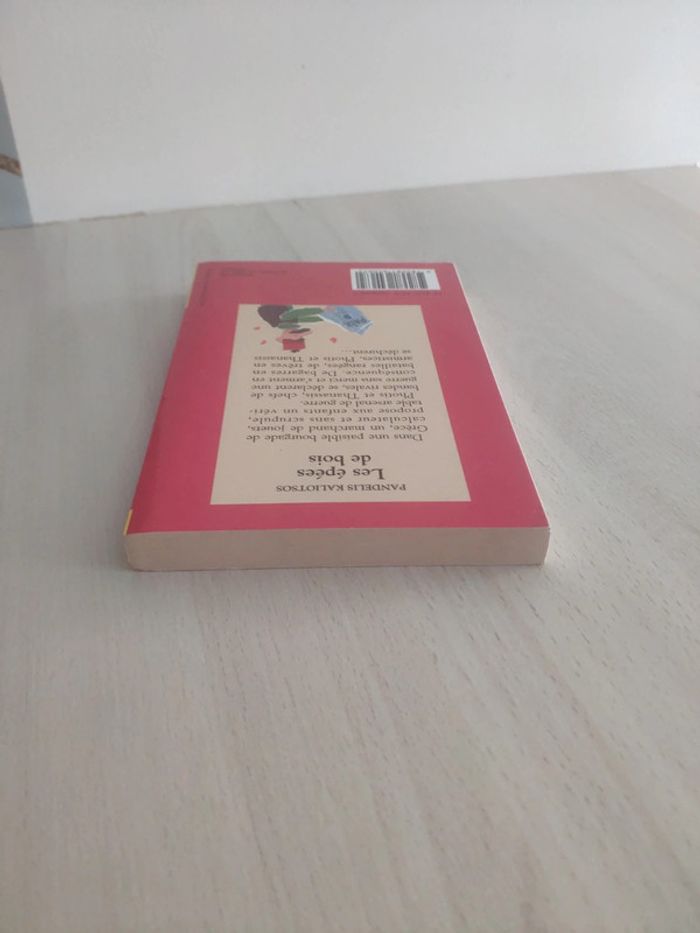 PANDELIS KALIOTSOS
Les épées
de bois
Dans une paisible bourgade de
Grèce, un marchand de jouets,
calculateur et sans scrupule,
propose aux enfants un véri-
table arsenal de guerre.
Photis et Thanassis, chefs de
bandes rivales, se déclarent une
guerre sans merci et s'arment en
conséquence. De bagarres en
batailles rangées, de trèves en
armistices, Photis et Thanassis
se déchirent...